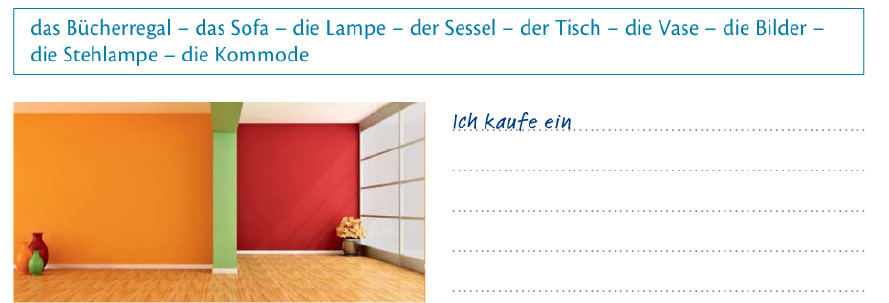 das Bücherregal – das Sofa – die Lampe – der Sessel – der Tisch – die Vase – die Bilder –
die Stehlampe – die Kommode
Ich kaufe ein